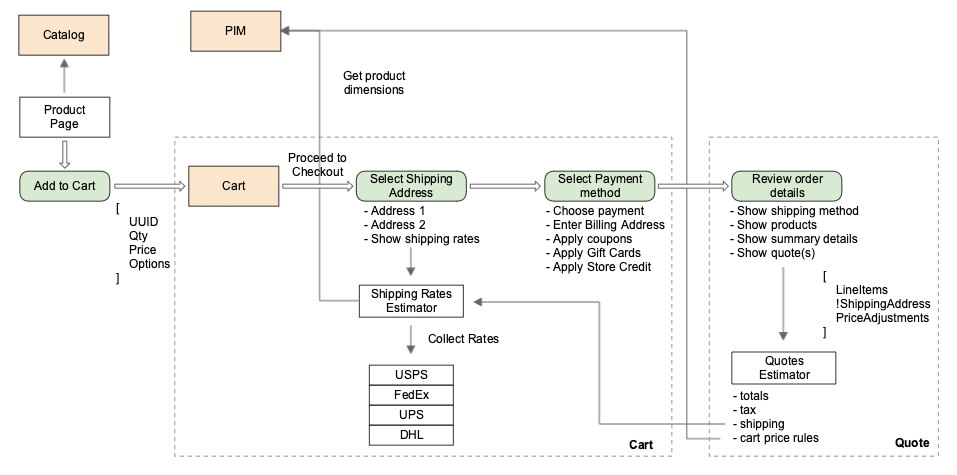 Catalog
PIM
Get product
dimensions
Product
Page
Add to Cart
[
UUID
Qty
Price
Options
]
Cart
Proceed to
Checkout
Select Shipping
Address
- Address 1
- Address 2
- Show shipping rates
Select Payment
method
- Choose payment
- Enter Billing Address
- Apply coupons
- Apply Gift Cards
- Apply Store Credit
Review order
details
- Show shipping method
- Show products
- Show summary details
- Show quote(s)
[
LineItems
!ShippingAddress
PriceAdjustments
]
Shipping Rates
Estimator
Collect Rates
USPS
FedEx
UPS
DHL
Cart
Quotes
Estimator
- totals
- tax
- shipping
- cart price rules
Quote